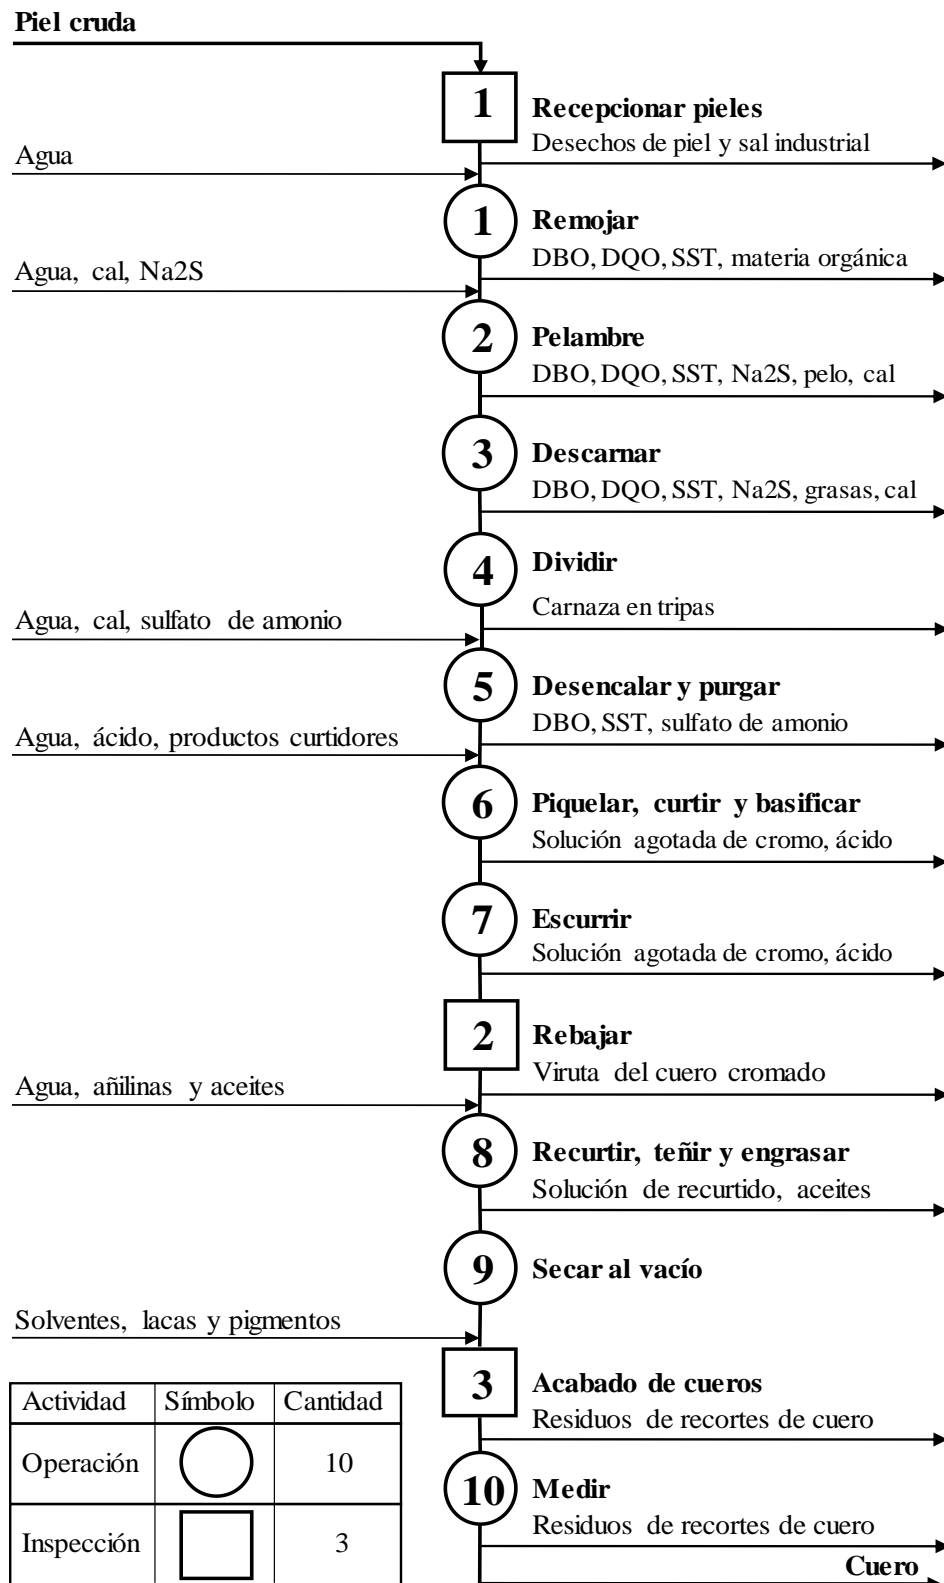 Piel cruda
1
Recepcionar pieles
Desechos de piel y sal industrial
Agua
1
Remojar
DBO, DQO, SST, materia orgánica
Agua, cal, Na2S
2
Pelambre
DBO, DQO, SST, Na2S, pelo, cal
3
Descarnar
DBO, DQO, SST, Na2S, grasas, cal
4
Dividir
Carnaza en tripas
Agua, cal, sulfato de amonio
5
Desencalar y purgar
DBO, SST, sulfato de amonio
Agua, ácido, productos curtidores
6
Piquelar, curtir y basificar
Solución agotada de cromo, ácido
7
Escurrir
Solución agotada de cromo, ácido
2
Rebajar
Viruta del cuero cromado
Agua, añilinas y aceites
8
Recurtir, teñir y engrasar
Solución de recurtido, aceites
9
Secar al vacío
Solventes, lacas y pigmentos
3
Acabado de cueros
Residuos de recortes de cuero
10
Medir
Residuos de recortes de cuero
Cuero
Actividad Símbolo Cantidad
Operación 10
Inspección 3